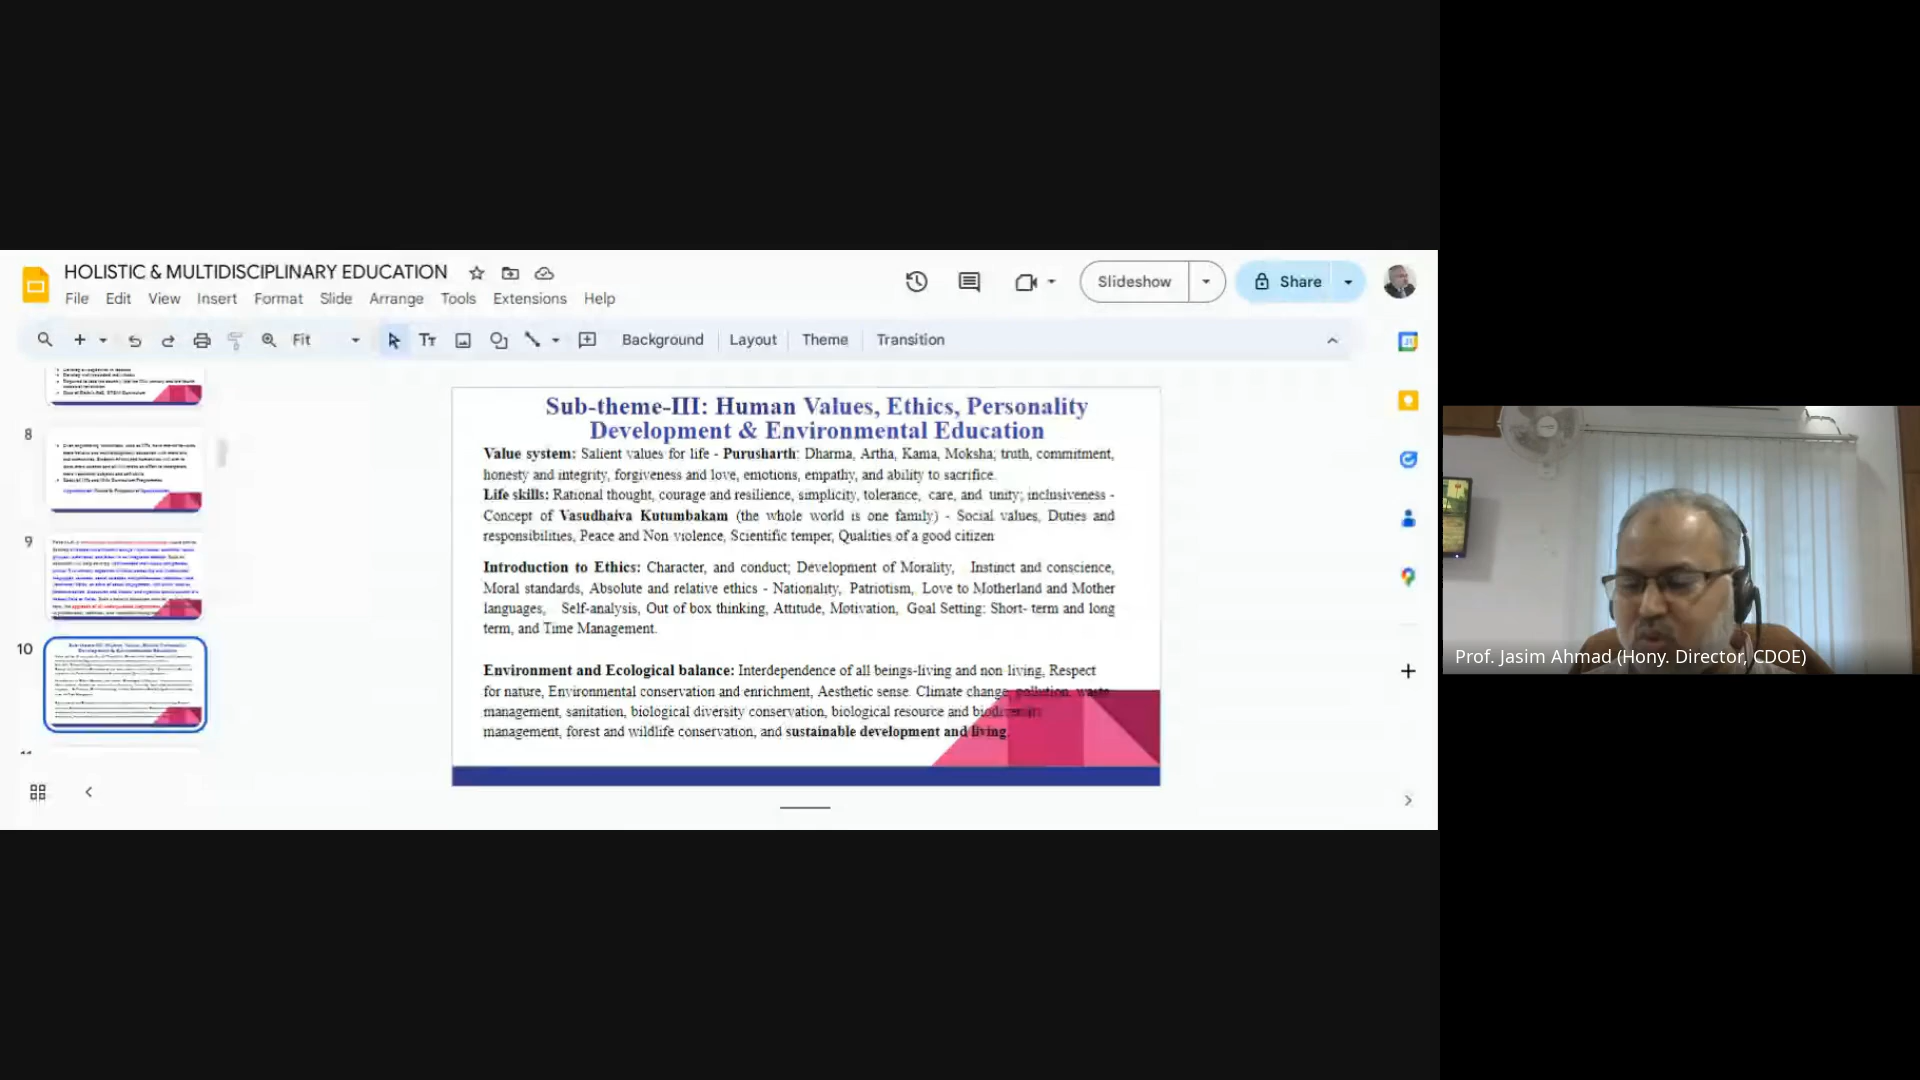 HOLISTIC & MULTIDISCIPLINARY EDUCATION
File Edit View Insert Format Slide Arrange Tools Extensions Help
Slideshow
Share
Fit
Background Layout Theme Transition
8
9
10
Sub-theme-III: Human Values, Ethics, Personality
Development & Environmental Education
Value system: Salient values for life - Purusharth: Dharma, Artha, Kama, Moksha; truth, commitment,
honesty and integrity, forgiveness and love, emotions, empathy, and ability to sacrifice.
Life skills: Rational thought, courage and resilience, simplicity, tolerance, care, and unity; inclusiveness -
Concept of Vasudhaiva Kutumbakam (the whole world is one family) - Social values, Duties and
responsibilities, Peace and Non violence, Scientific temper, Qualities of a good citizen
Introduction to Ethics: Character, and conduct; Development of Morality, Instinct and conscience,
Moral standards, Absolute and relative ethics - Nationality, Patriotism, Love to Motherland and Mother
languages, Self-analysis, Out of box thinking, Attitude, Motivation, Goal Setting: Short- term and long
term, and Time Management.
Environment and Ecological balance: Interdependence of all beings-living and non living, Respect
for nature, Environmental conservation and enrichment, Aesthetic sense. Climate change, pollution, waste
management, sanitation, biological diversity conservation, biological resource and biodiversity
management, forest and wildlife conservation, and sustainable development and living.
Prof. Jasim Ahmad (Hony. Director, CDOE)